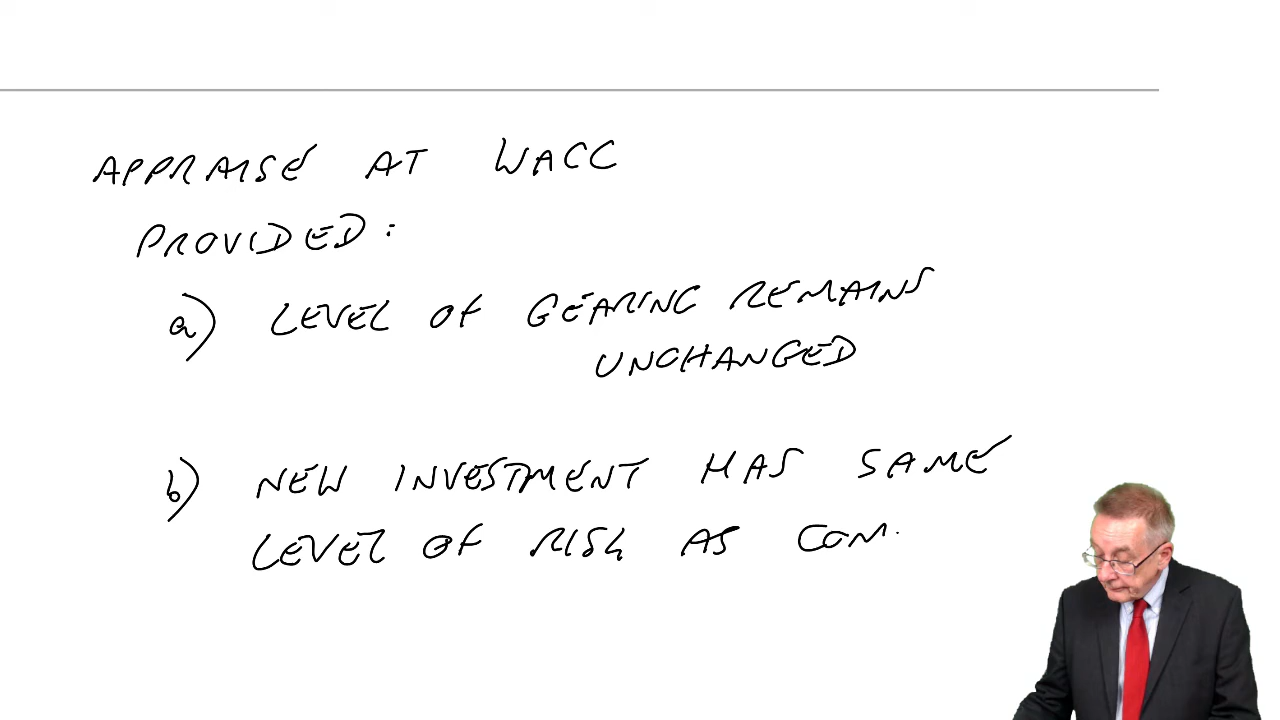 APPRAISE AT WACC
PROVIDED:
a) LEVEL OF GEARING REMAINS
UNCHANGED
b) NEW INVESTMENT HAS SAME
LEVEL OF RISK AS COM